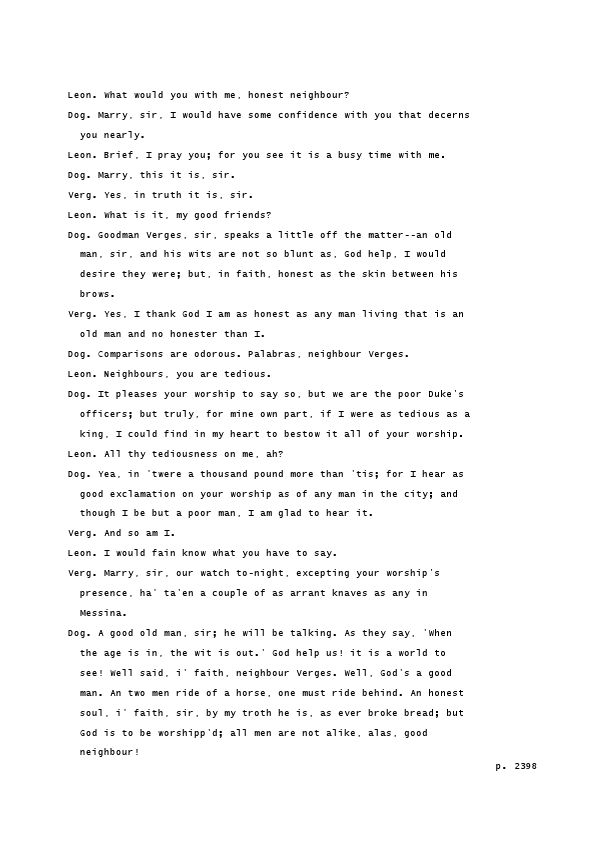 Leon. What would you with me, honest neighbour?
Dog. Marry, sir, I would have some confidence with you that decerns
you nearly.
Leon. Brief, I pray you; for you see it is a busy time with me.
Dog. Marry, this it is, sir.
Verg. Yes, in truth it is, sir.
Leon. What is it, my good friends?
Dog. Goodman Verges, sir, speaks a little off the matter--an old
man, sir, and his wits are not so blunt as, God help, I would
desire they were; but, in faith, honest as the skin between his
brows.
Verg. Yes, I thank God I am as honest as any man living that is an
old man and no honester than I.
Dog. Comparisons are odorous. Palabras, neighbour Verges.
Leon. Neighbours, you are tedious.
Dog. It pleases your worship to say so, but we are the poor Duke's
officers; but truly, for mine own part, if I were as tedious as a
king, I could find in my heart to bestow it all of your worship.
Leon. All thy tediousness on me, ah?
Dog. Yea, in 'twere a thousand pound more than 'tis; for I hear as
good exclamation on your worship as of any man in the city; and
though I be but a poor man, I am glad to hear it.
Verg. And so am I.
Leon. I would fain know what you have to say.
Verg. Marry, sir, our watch to-night, excepting your worship's
presence, ha' ta'en a couple of as arrant knaves as any in
Messina.
Dog. A good old man, sir; he will be talking. As they say, 'When
the age is in, the wit is out.' God help us! it is a world to
see! Well said, i' faith, neighbour Verges. Well, God's a good
man. An two men ride of a horse, one must ride behind. An honest
soul, i' faith, sir, by my troth he is, as ever broke bread; but
God is to be worshipp'd; all men are not alike, alas, good
neighbour!
p. 2398